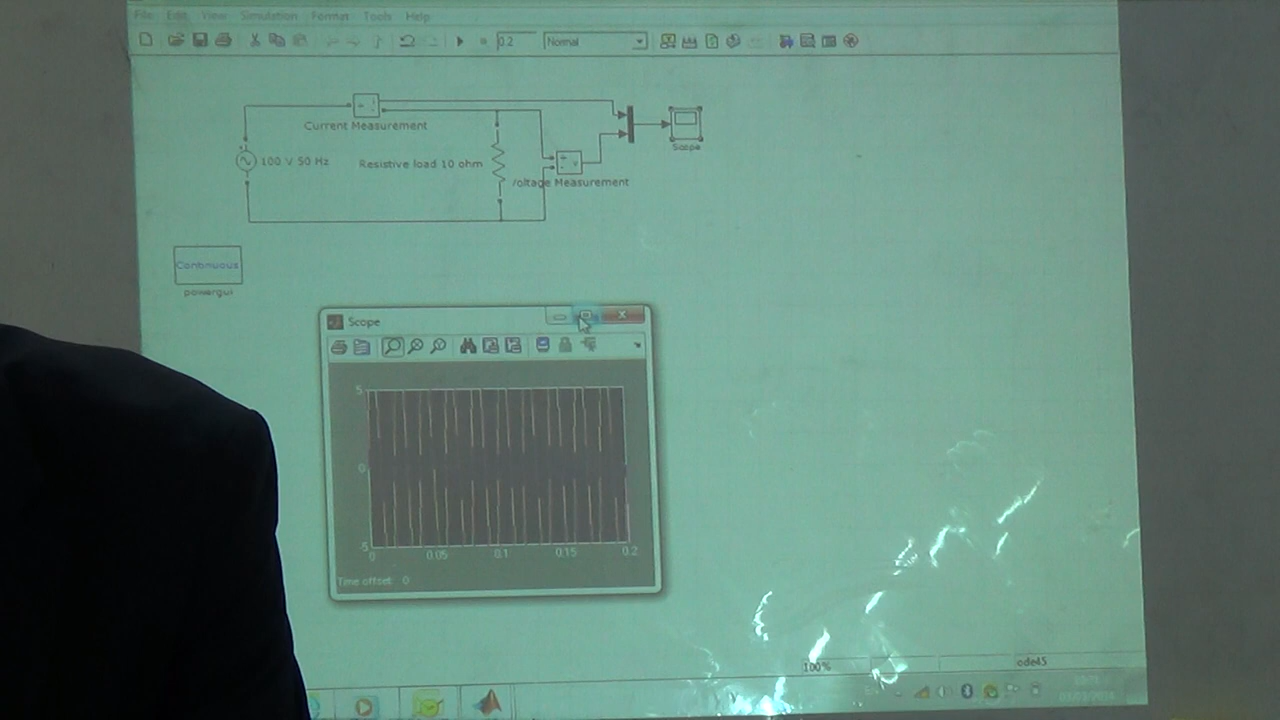 File Edit View Simulation Format Tools Help
0.2 Normal
Current Measurement
Scope
100 V 50 Hz
Resistive load 10 ohm
/oltage Measurement
Continuous
powergui
Scope
5
0
-5
0 0.05 0.1 0.15 0.2
Time offset: 0
100%
ode45